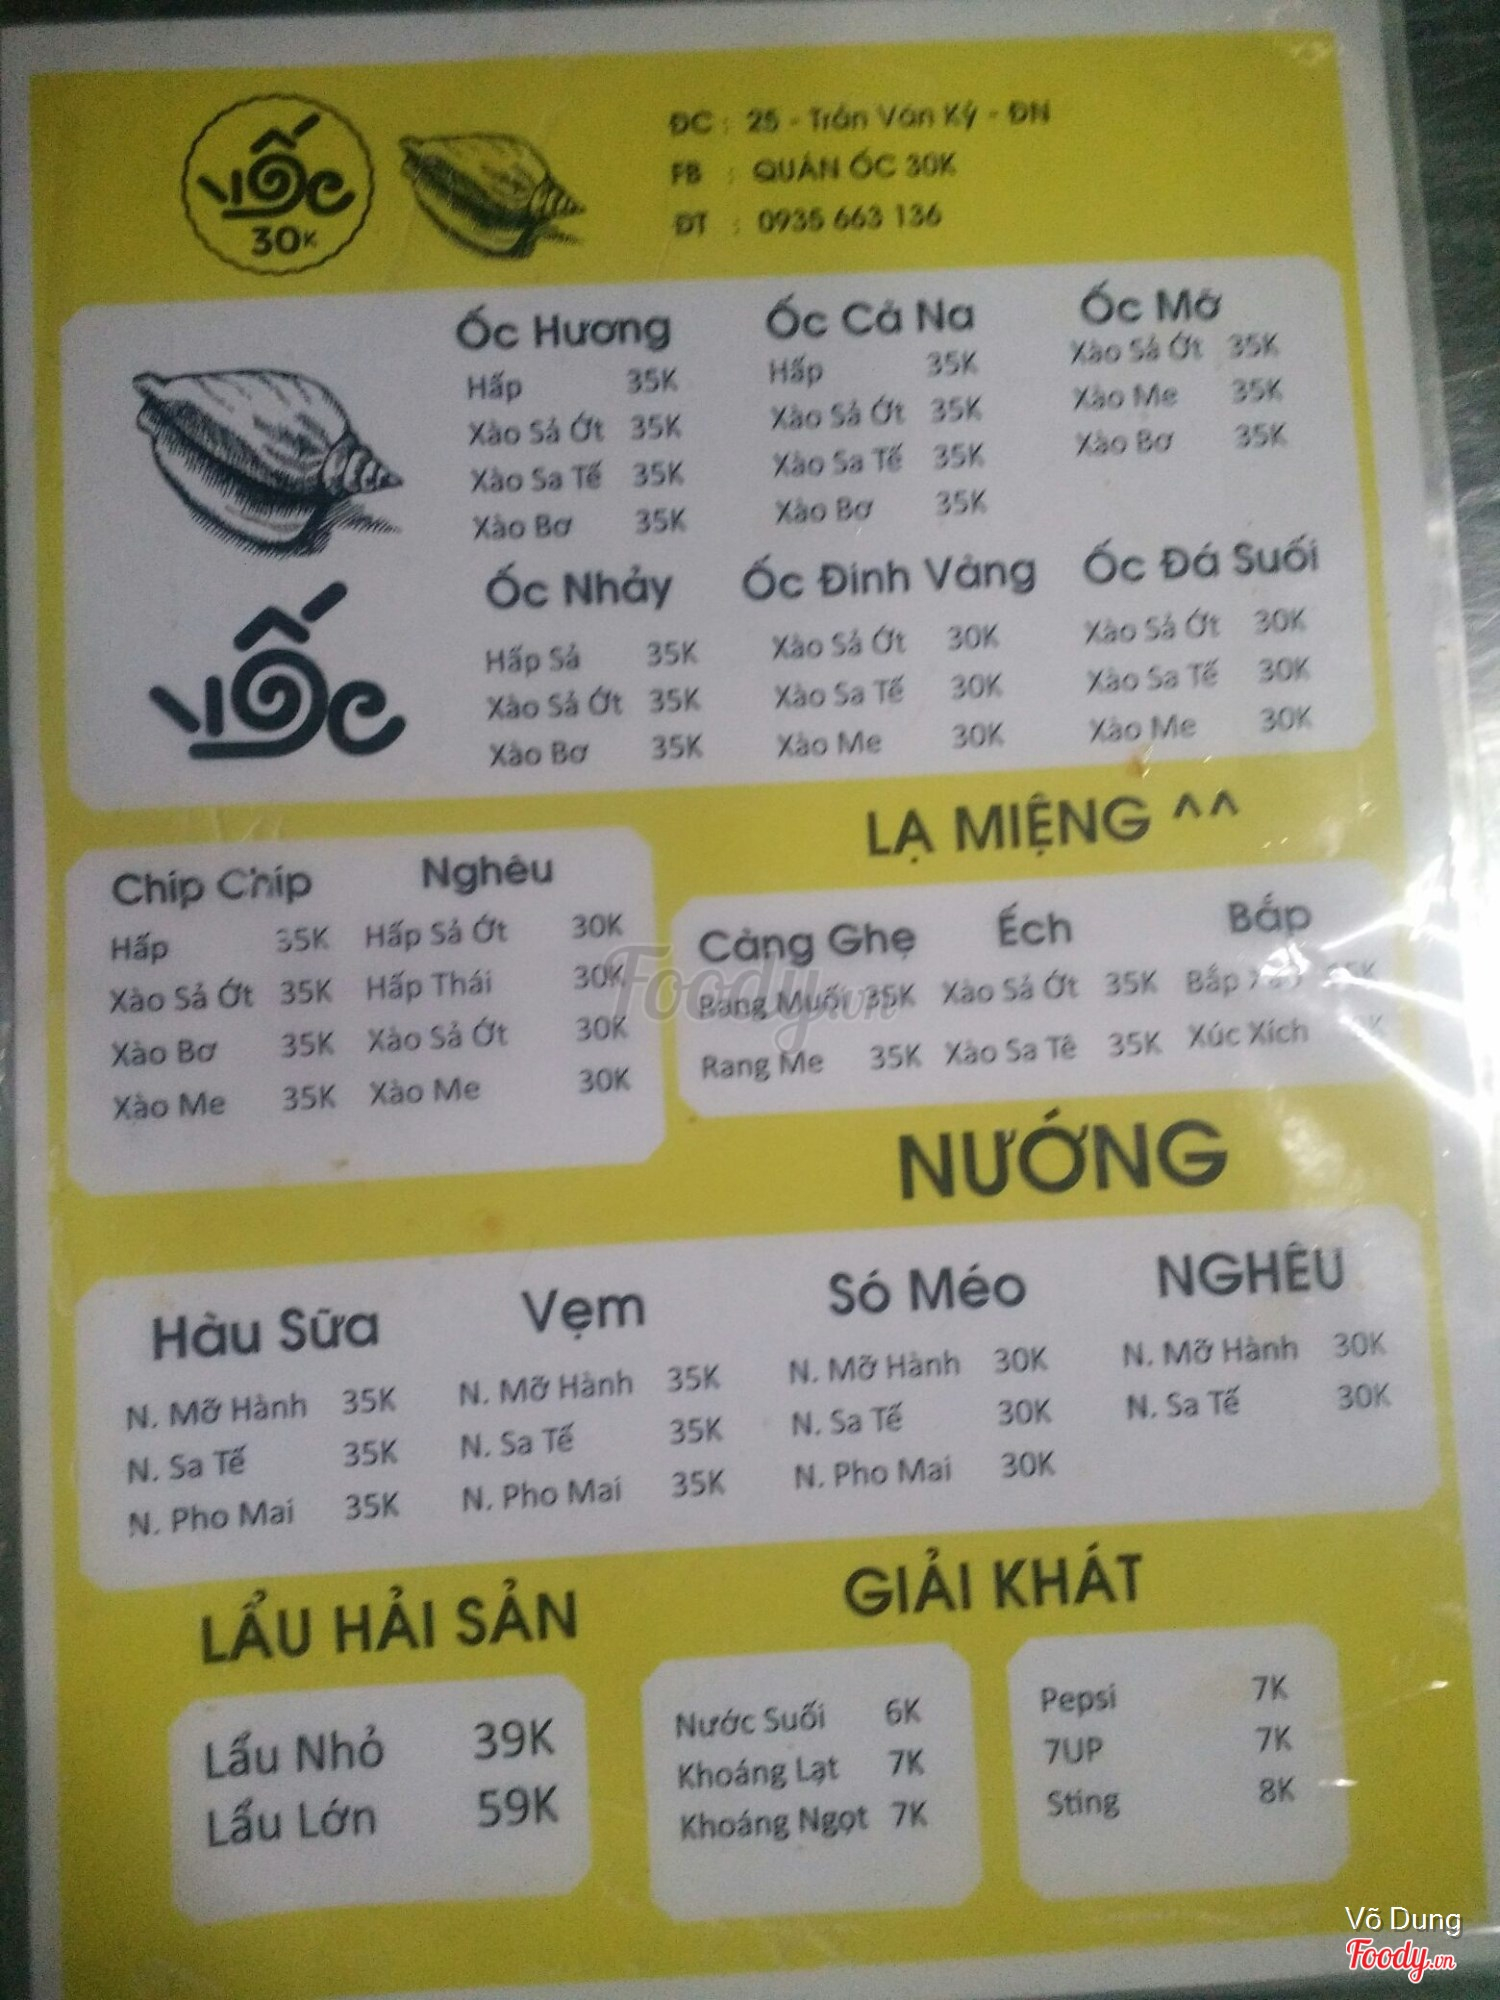 ỐC
30K
ĐC : 25 - Trần Văn Kỷ - ĐN
FB : QUÁN ỐC 30K
ĐT : 0935 663 136
Ốc Hương
Hấp 35K
Xào Sả Ớt 35K
Xào Sa Tế 35K
Xào Bơ 35K
Ốc Cà Na
Hấp 35K
Xào Sả Ớt 35K
Xào Sa Tế 35K
Xào Bơ 35K
Ốc Mỡ
Xào Sả Ớt 35K
Xào Me 35K
Xào Bơ 35K
ỐC
Ốc Nhảy
Hấp Sả 35K
Xào Sả Ớt 35K
Xào Bơ 35K
Ốc Đinh Vàng
Xào Sả Ớt 30K
Xào Sa Tế 30K
Xào Me 30K
Ốc Đá Suối
Xào Sả Ớt 30K
Xào Sa Tế 30K
Xào Me 30K
Chíp Chíp
Hấp 35K
Xào Sả Ớt 35K
Xào Bơ 35K
Xào Me 35K
Nghêu
Hấp Sả Ớt 30K
Hấp Thái 30K
Xào Sả Ớt 30K
Xào Me 30K
LẠ MIỆNG ^^
Càng Ghẹ
Rang Muối 35K
Rang Me 35K
Ếch
Xào Sả Ớt 35K
Xào Sa Tê 35K
Bắp
Bắp
Xúc Xích
Foody.vn
NƯỚNG
Hàu Sữa
N. Mỡ Hành 35K
N. Sa Tế 35K
N. Pho Mai 35K
Vẹm
N. Mỡ Hành 35K
N. Sa Tế 35K
N. Pho Mai 35K
Só Méo
N. Mỡ Hành 30K
N. Sa Tế 30K
N. Pho Mai 30K
NGHÊU
N. Mỡ Hành 30K
N. Sa Tế 30K
LẨU HẢI SẢN
Lẩu Nhỏ 39K
Lẩu Lớn 59K
GIẢI KHÁT
Nước Suối 6K
Khoáng Lạt 7K
Khoáng Ngọt 7K
Pepsi 7K
7UP 7K
Sting 8K
Võ Dung
Foody.vn